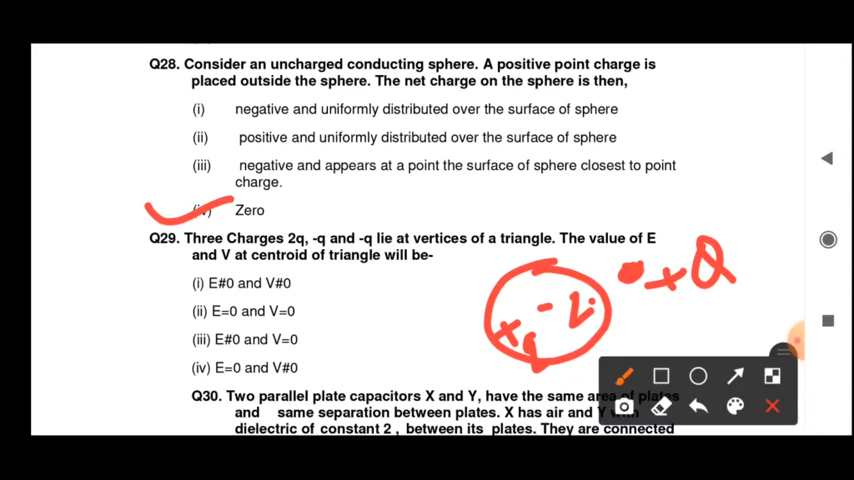 Q28. Consider an uncharged conducting sphere. A positive point charge is
placed outside the sphere. The net charge on the sphere is then,
(i) negative and uniformly distributed over the surface of sphere
(ii) positive and uniformly distributed over the surface of sphere
(iii) negative and appears at a point the surface of sphere closest to point
charge.
(iv) Zero
Q29. Three Charges 2q, -q and -q lie at vertices of a triangle. The value of E
and V at centroid of triangle will be-
(i) E#0 and V#0
(ii) E=0 and V=0
(iii) E#0 and V=0
(iv) E=0 and V#0
+Q
+q -
Q30. Two parallel plate capacitors X and Y, have the same area of plates
and same separation between plates. X has air and Y with
dielectric of constant 2 , between its plates. They are connected